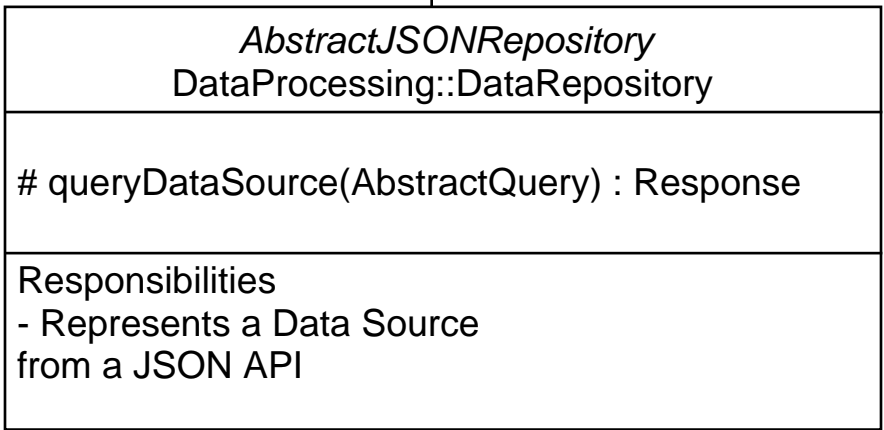 AbstractJSONRepository
DataProcessing::DataRepository
# queryDataSource(AbstractQuery) : Response
Responsibilities
- Represents a Data Source
from a JSON API